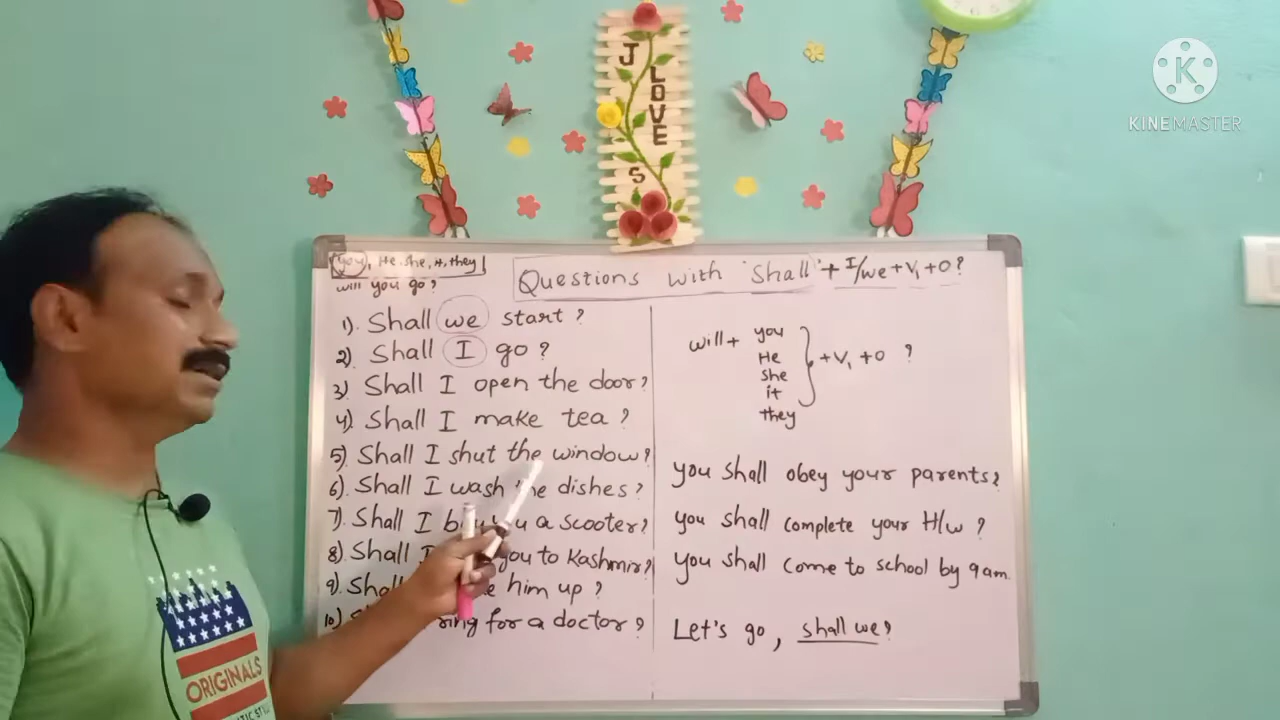 J
LOVE
S
KINEMASTER
K
you, He, she, it, they
will you go?
Questions with 'Shall' + I/we + V₁ + O?
1). Shall we start?
2) Shall I go?
3) Shall I open the door?
4) Shall I make tea?
5). Shall I shut the window?
6). Shall I wash the dishes?
7). Shall I you a scooter?
8) Shall I you to Kashmir?
9). him up?
10) for a doctor?
will + you
He
she
it
they
+ V₁ + O ?
you shall obey your parents?
you shall complete your H/w ?
you shall come to school by 9 am.
Let's go, shall we?
ORIGINALS